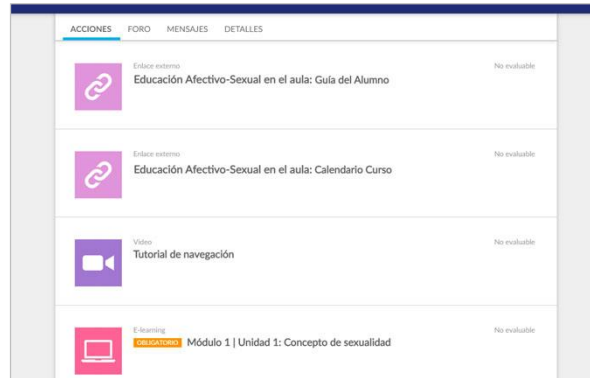 ACCIONES FORO MENSAJES DETALLES
Enlace externo No evaluable
Educación Afectivo-Sexual en el aula: Guía del Alumno
Enlace externo No evaluable
Educación Afectivo-Sexual en el aula: Calendario Curso
Vídeo No evaluable
Tutorial de navegación
E-learning No evaluable
OBLIGATORIO Módulo 1 | Unidad 1: Concepto de sexualidad